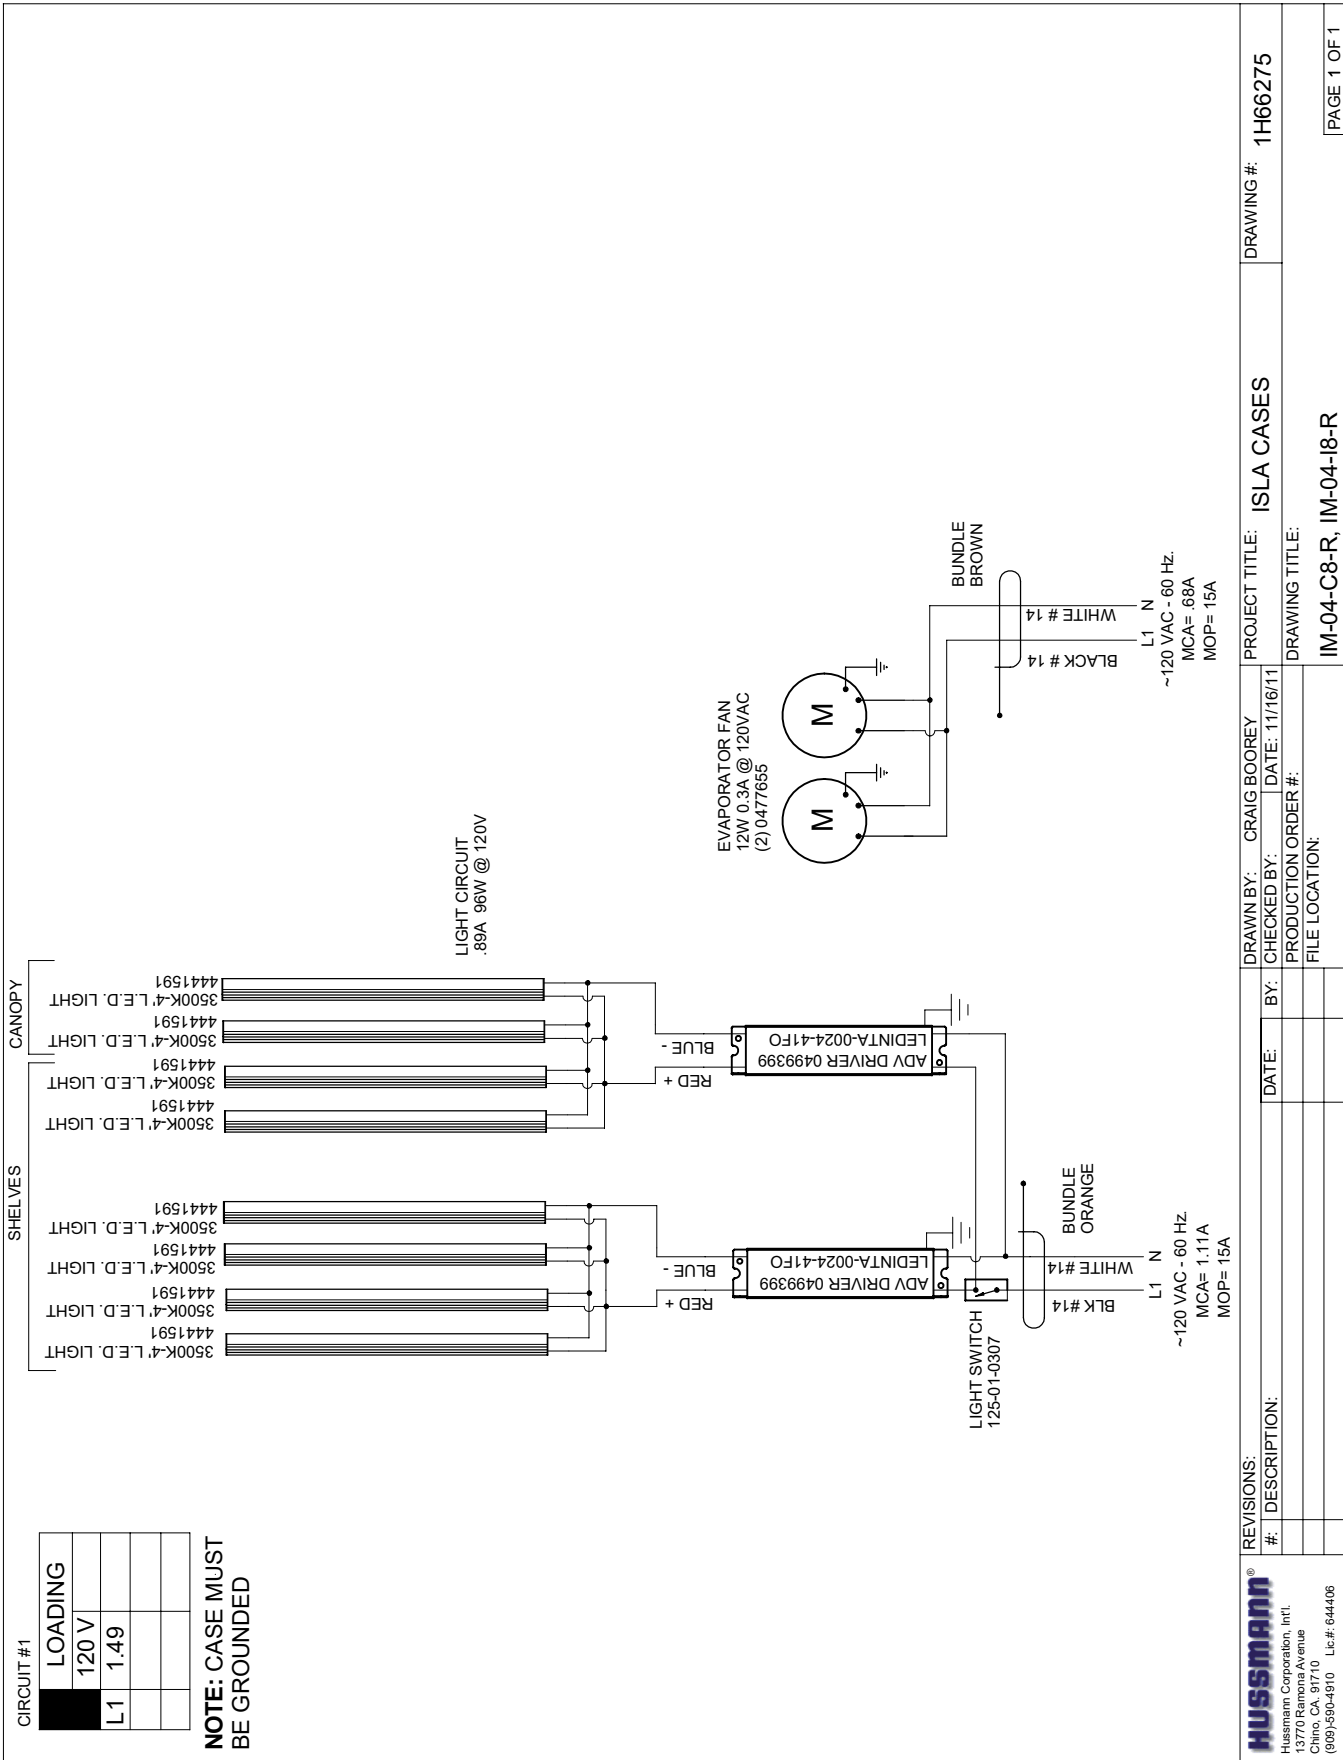 CIRCUIT #1
LOADING
120 V
L1 1.49
NOTE: CASE MUST
BE GROUNDED
SHELVES
CANOPY
3500K-4' L.E.D. LIGHT
4441591
3500K-4' L.E.D. LIGHT
4441591
3500K-4' L.E.D. LIGHT
4441591
3500K-4' L.E.D. LIGHT
4441591
3500K-4' L.E.D. LIGHT
4441591
3500K-4' L.E.D. LIGHT
4441591
3500K-4' L.E.D. LIGHT
4441591
3500K-4' L.E.D. LIGHT
4441591
LIGHT CIRCUIT
.89A 96W @ 120V
RED +
BLUE -
RED +
BLUE -
ADV DRIVER 0499399
LEDINTA-0024-41FO
ADV DRIVER 0499399
LEDINTA-0024-41FO
LIGHT SWITCH
125-01-0307
BUNDLE
ORANGE
BLK #14
WHITE #14
L1 N
~120 VAC - 60 Hz.
MCA= 1.11A
MOP= 15A
EVAPORATOR FAN
12W 0.3A @ 120VAC
(2) 0477655
M
M
BUNDLE
BROWN
BLACK # 14
WHITE # 14
L1 N
~120 VAC - 60 Hz.
MCA= .68A
MOP= 15A
HUSSMANN®
Hussmann Corporation, Int'l.
13770 Ramona Avenue
Chino, CA. 91710
(909)-590-4910 Lic.#: 644406
REVISIONS:
#: DESCRIPTION:
DATE:
BY:
DRAWN BY: CRAIG BOOREY
CHECKED BY:
DATE: 11/16/11
PRODUCTION ORDER #:
FILE LOCATION:
PROJECT TITLE: ISLA CASES
DRAWING TITLE:
IM-04-C8-R, IM-04-I8-R
DRAWING #: 1H66275
PAGE 1 OF 1